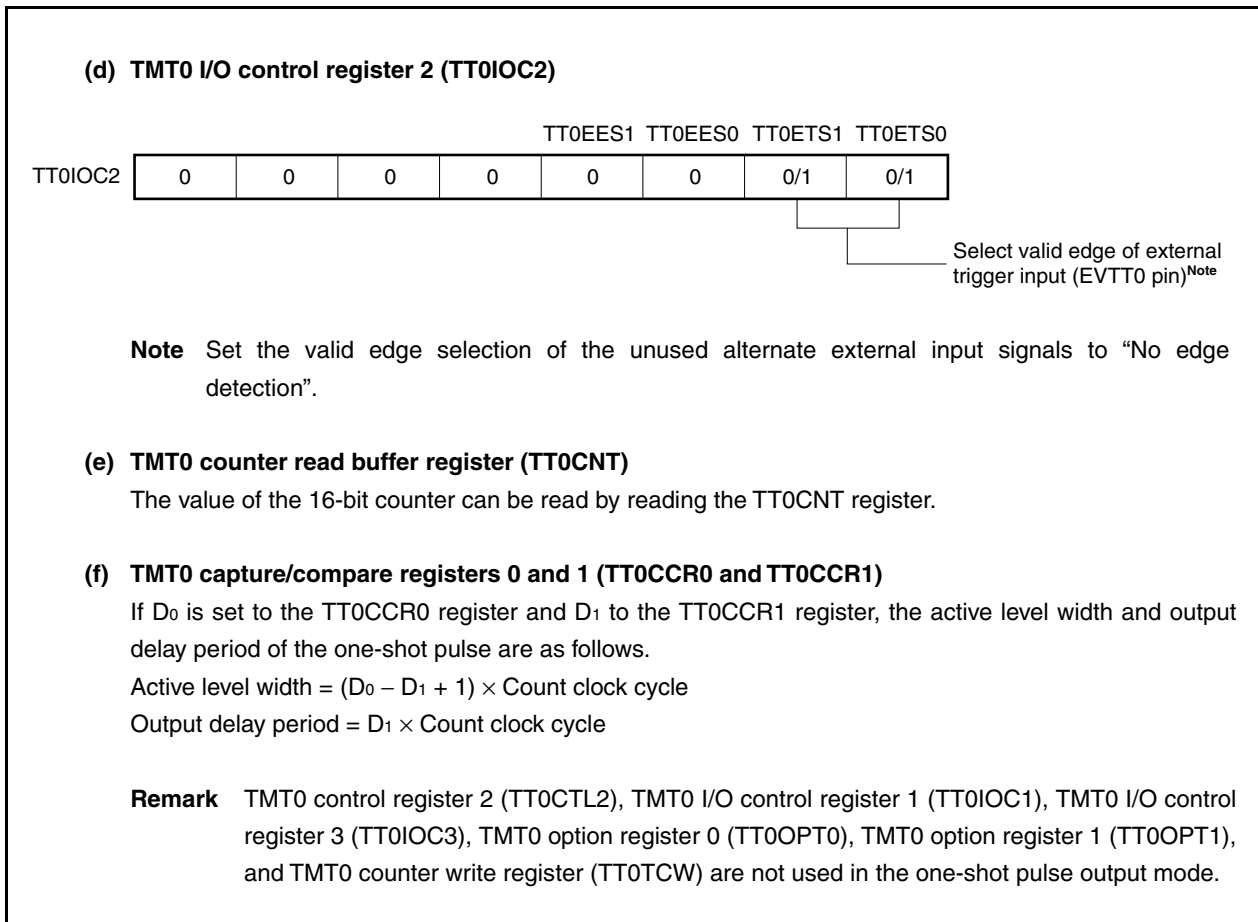 (d) TMT0 I/O control register 2 (TT0IOC2)
TT0EES1 TT0EES0 TT0ETS1 TT0ETS0
TT0IOC2 0 0 0 0 0 0 0/1 0/1
Select valid edge of external
trigger input (EVTT0 pin)Note
Note Set the valid edge selection of the unused alternate external input signals to “No edge
detection”.
(e) TMT0 counter read buffer register (TT0CNT)
The value of the 16-bit counter can be read by reading the TT0CNT register.
(f) TMT0 capture/compare registers 0 and 1 (TT0CCR0 and TT0CCR1)
If D0 is set to the TT0CCR0 register and D1 to the TT0CCR1 register, the active level width and output
delay period of the one-shot pulse are as follows.
Active level width = (D0 − D1 + 1) × Count clock cycle
Output delay period = D1 × Count clock cycle
Remark TMT0 control register 2 (TT0CTL2), TMT0 I/O control register 1 (TT0IOC1), TMT0 I/O control
register 3 (TT0IOC3), TMT0 option register 0 (TT0OPT0), TMT0 option register 1 (TT0OPT1),
and TMT0 counter write register (TT0TCW) are not used in the one-shot pulse output mode.